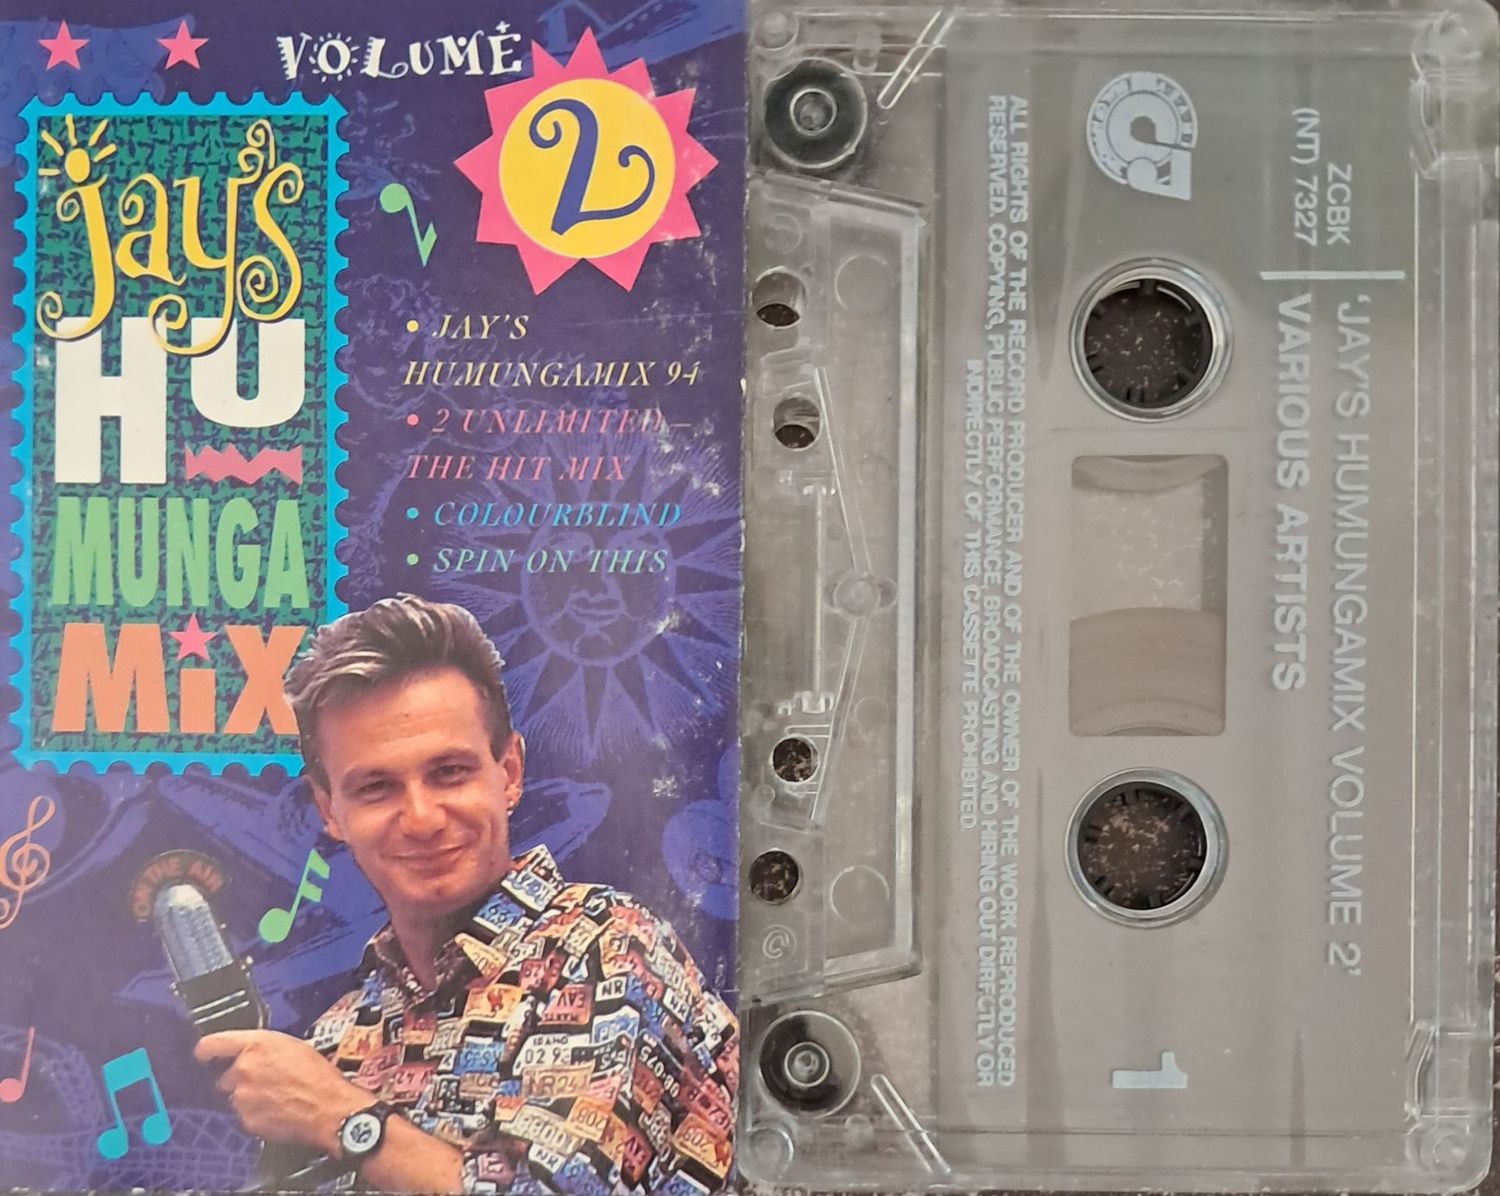 VOLUME
2
jay's
HU
MUNGA
MiX
• JAY'S
HUMUNGAMIX 94
• 2 UNLIMITED –
THE HIT MIX
• COLOURBLIND
• SPIN ON THIS
ON THE AIR
ZCBK
(NT) 7327
'JAY'S HUMUNGAMIX VOLUME 2'
VARIOUS ARTISTS
1
ALL RIGHTS OF THE RECORD PRODUCER AND OF THE OWNER OF THE WORK REPRODUCED
RESERVED. COPYING, PUBLIC PERFORMANCE, BROADCASTING AND HIRING OUT DIRECTLY OR
INDIRECTLY OF THIS CASSETTE PROHIBITED.